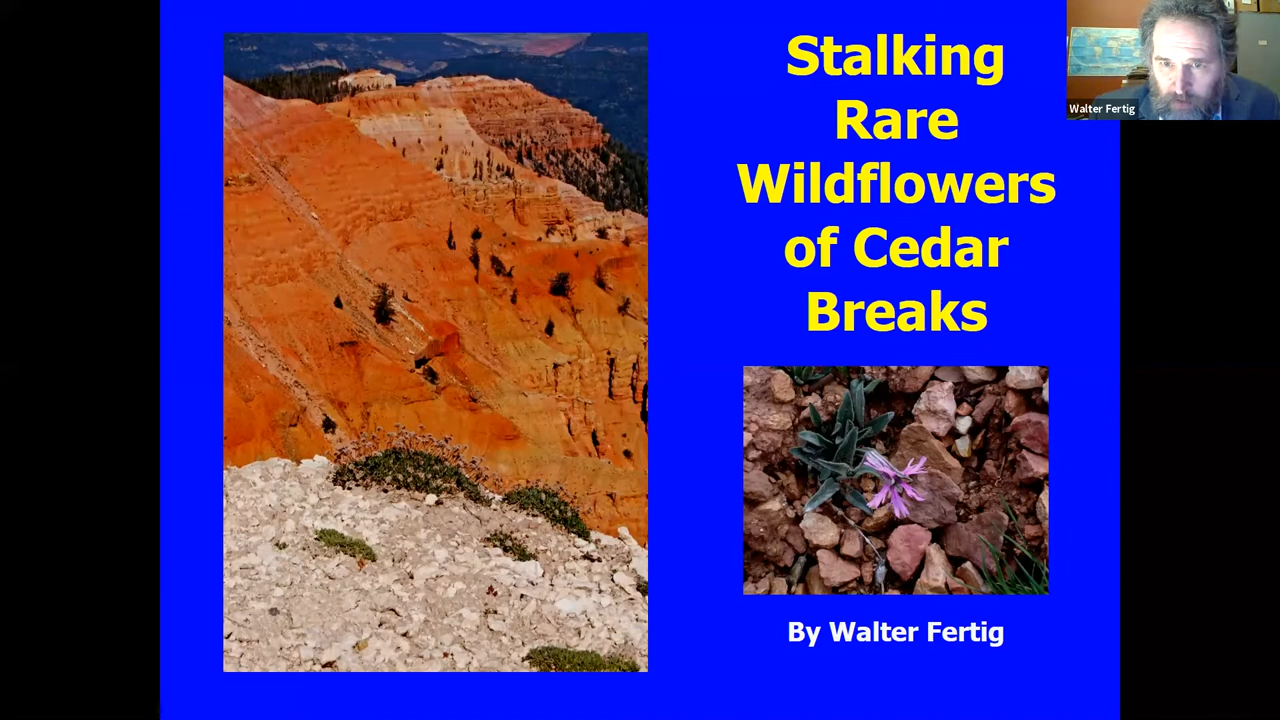 Stalking
Rare
Wildflowers
of Cedar
Breaks
By Walter Fertig
Walter Fertig